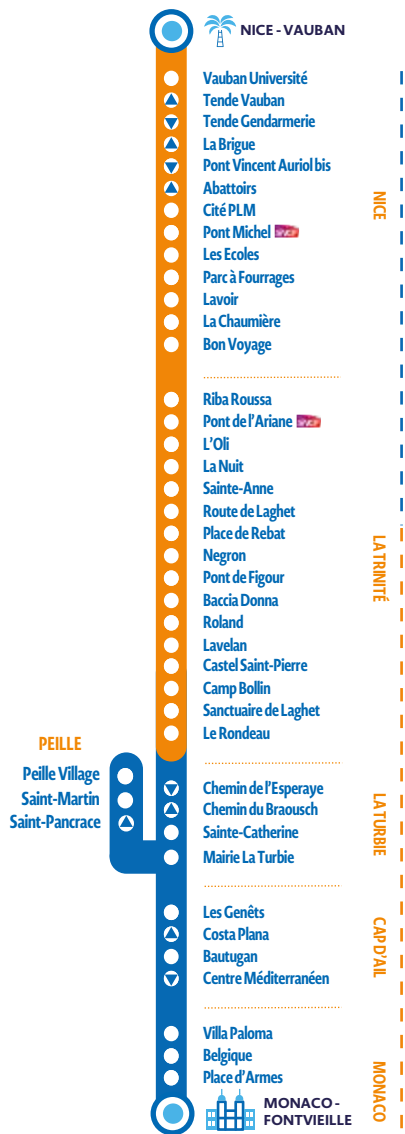 NICE - VAUBAN
Vauban Université
Tende Vauban
Tende Gendarmerie
La Brigue
Pont Vincent Auriol bis
Abattoirs
Cité PLM
Pont Michel SNCF
Les Ecoles
Parc à Fourrages
Lavoir
La Chaumière
Bon Voyage
NICE
Riba Roussa
Pont de l'Ariane SNCF
L'Oli
La Nuit
Sainte-Anne
Route de Laghet
Place de Rebat
Negron
Pont de Figour
Baccia Donna
Roland
Lavelan
Castel Saint-Pierre
Camp Bollin
Sanctuaire de Laghet
Le Rondeau
LA TRINITÉ
PEILLE
Peille Village
Saint-Martin
Saint-Pancrace
Chemin de l'Esperaye
Chemin du Braousch
Sainte-Catherine
Mairie La Turbie
LA TURBIE
Les Genêts
Costa Plana
Bautugan
Centre Méditerranéen
CAP D'AIL
Villa Paloma
Belgique
Place d'Armes
MONACO
MONACO -
FONTVIEILLE